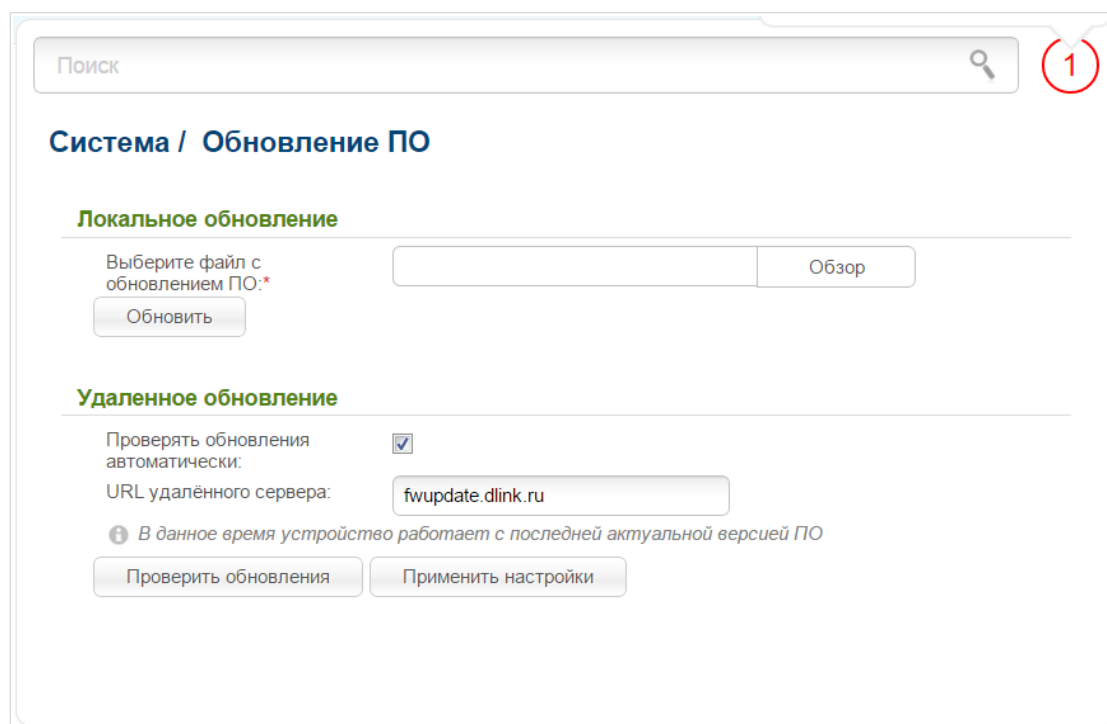 Поиск
1
Система / Обновление ПО
Локальное обновление
Выберите файл с
обновлением ПО:*
Обзор
Обновить
Удаленное обновление
Проверять обновления
автоматически:
URL удалённого сервера:
fwupdate.dlink.ru
В данное время устройство работает с последней актуальной версией ПО
Проверить обновления
Применить настройки